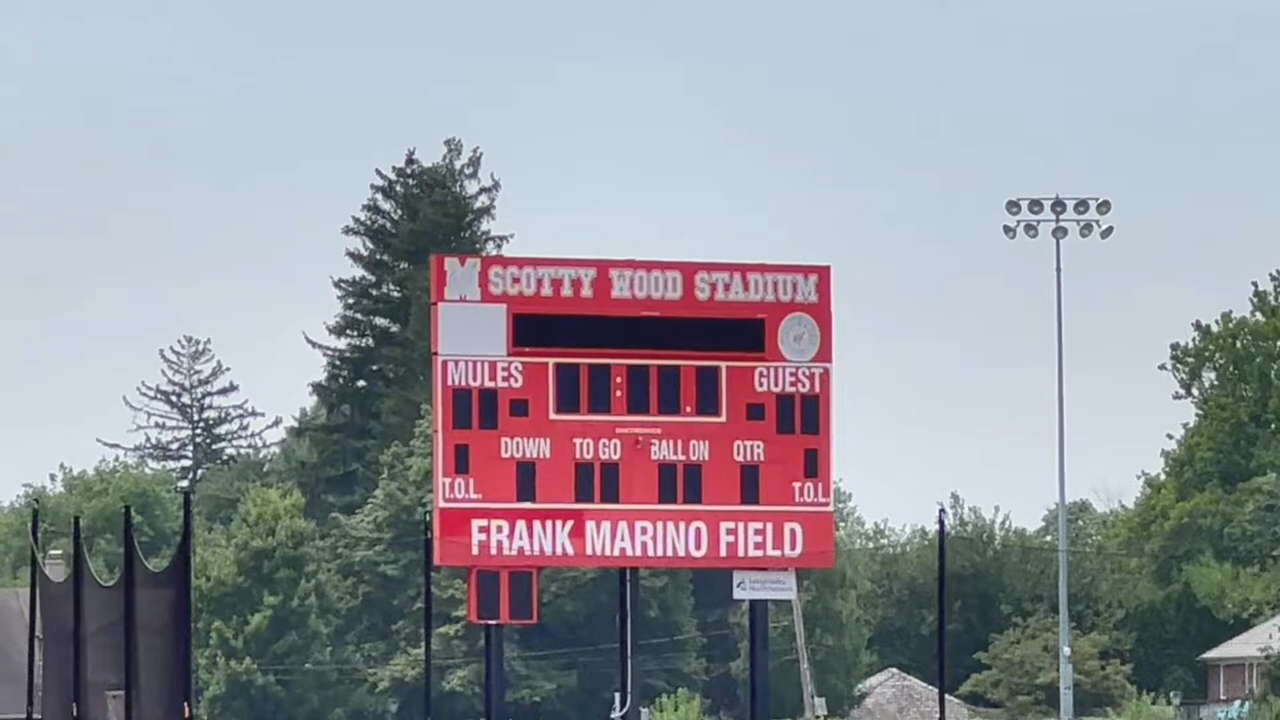 M SCOTTY WOOD STADIUM
MULES
GUEST
DOWN TO GO BALL ON QTR
T.O.L. T.O.L.
FRANK MARINO FIELD